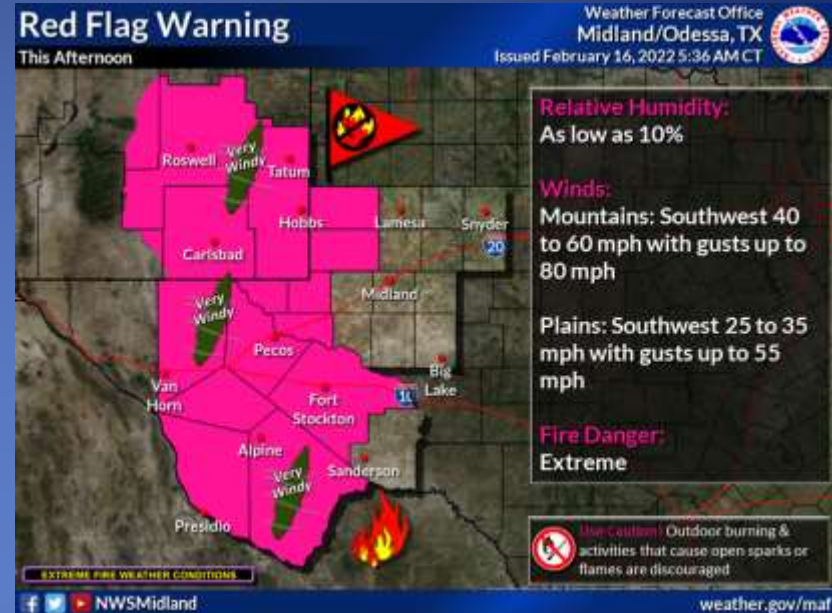 Red Flag Warning
This Afternoon
Weather Forecast Office
Midland/Odessa, TX
Issued February 16, 2022 5:36 AM CT
Roswell
Very
Windy
Tatum
Hobbs
Lamesa
Snyder
20
Carlsbad
Midland
Very
Windy
Pecos
Big
Lake
Van
Horn
Fort
Stockton
10
Alpine
Very
Windy
Sanderson
Presidio
Relative Humidity:
As low as 10%
Winds:
Mountains: Southwest 40
to 60 mph with gusts up to
80 mph
Plains: Southwest 25 to 35
mph with gusts up to 55
mph
Fire Danger:
Extreme
Use Caution! Outdoor burning &
activities that cause open sparks or
flames are discouraged
EXTREME FIRE WEATHER CONDITIONS
NWSMidland
weather.gov/maf